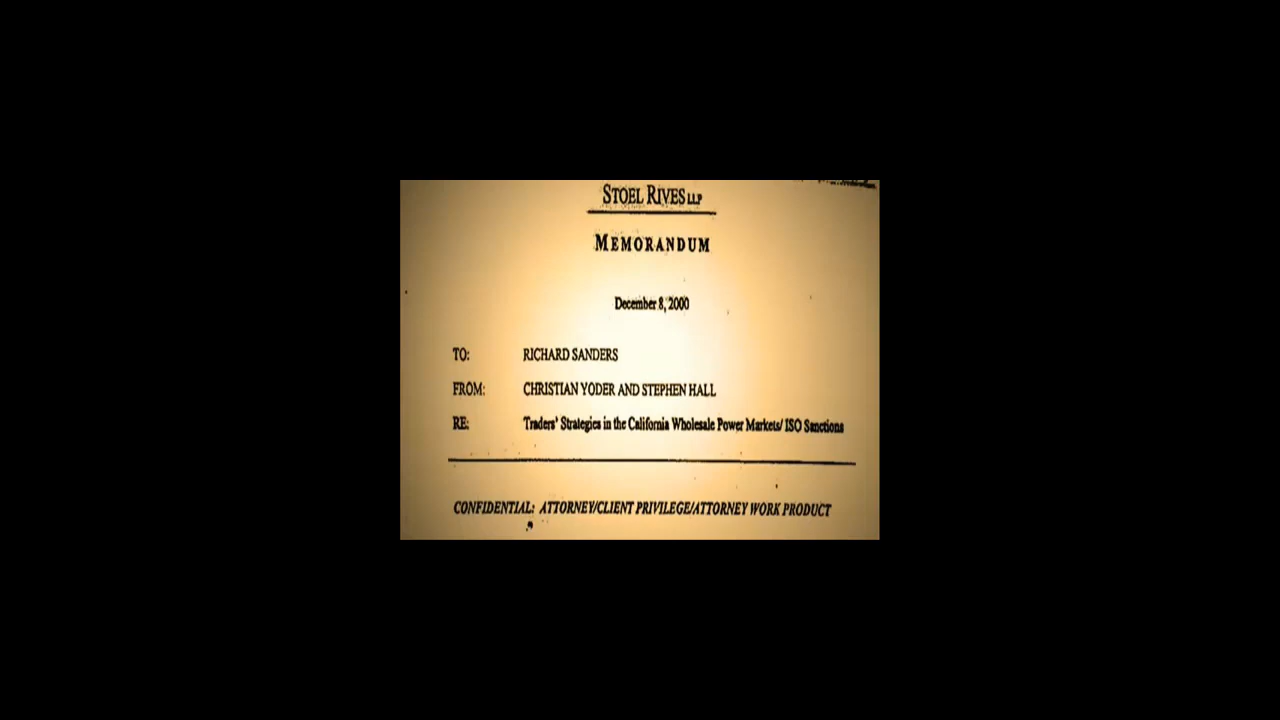 STOEL RIVES LLP
MEMORANDUM
December 8, 2000
TO: RICHARD SANDERS
FROM: CHRISTIAN YODER AND STEPHEN HALL
RE: Traders' Strategies in the California Wholesale Power Markets/ ISO Sanctions
CONFIDENTIAL: ATTORNEY/CLIENT PRIVILEGE/ATTORNEY WORK PRODUCT